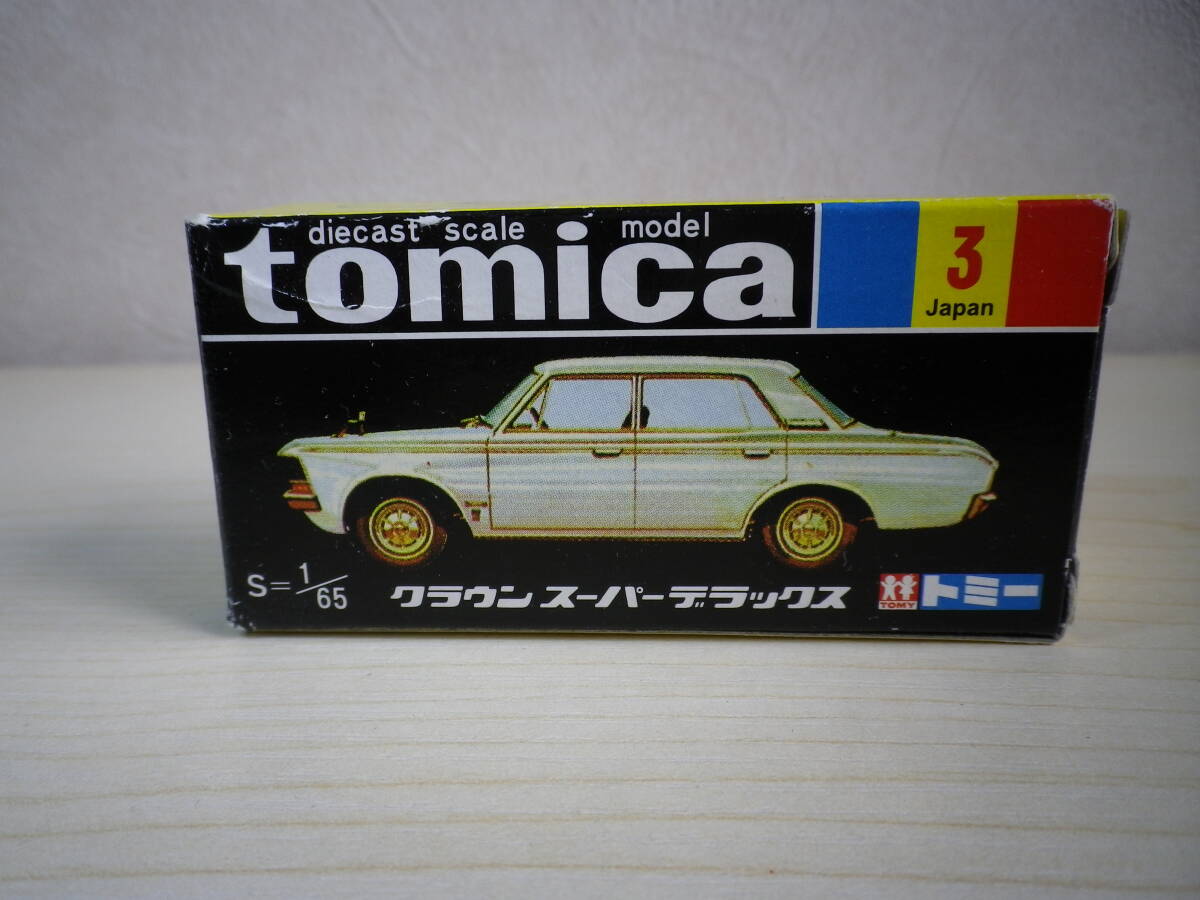 diecast scale model
tomica
3
Japan
S=1/65
クラウン スーパーデラックス
TOMY
トミー